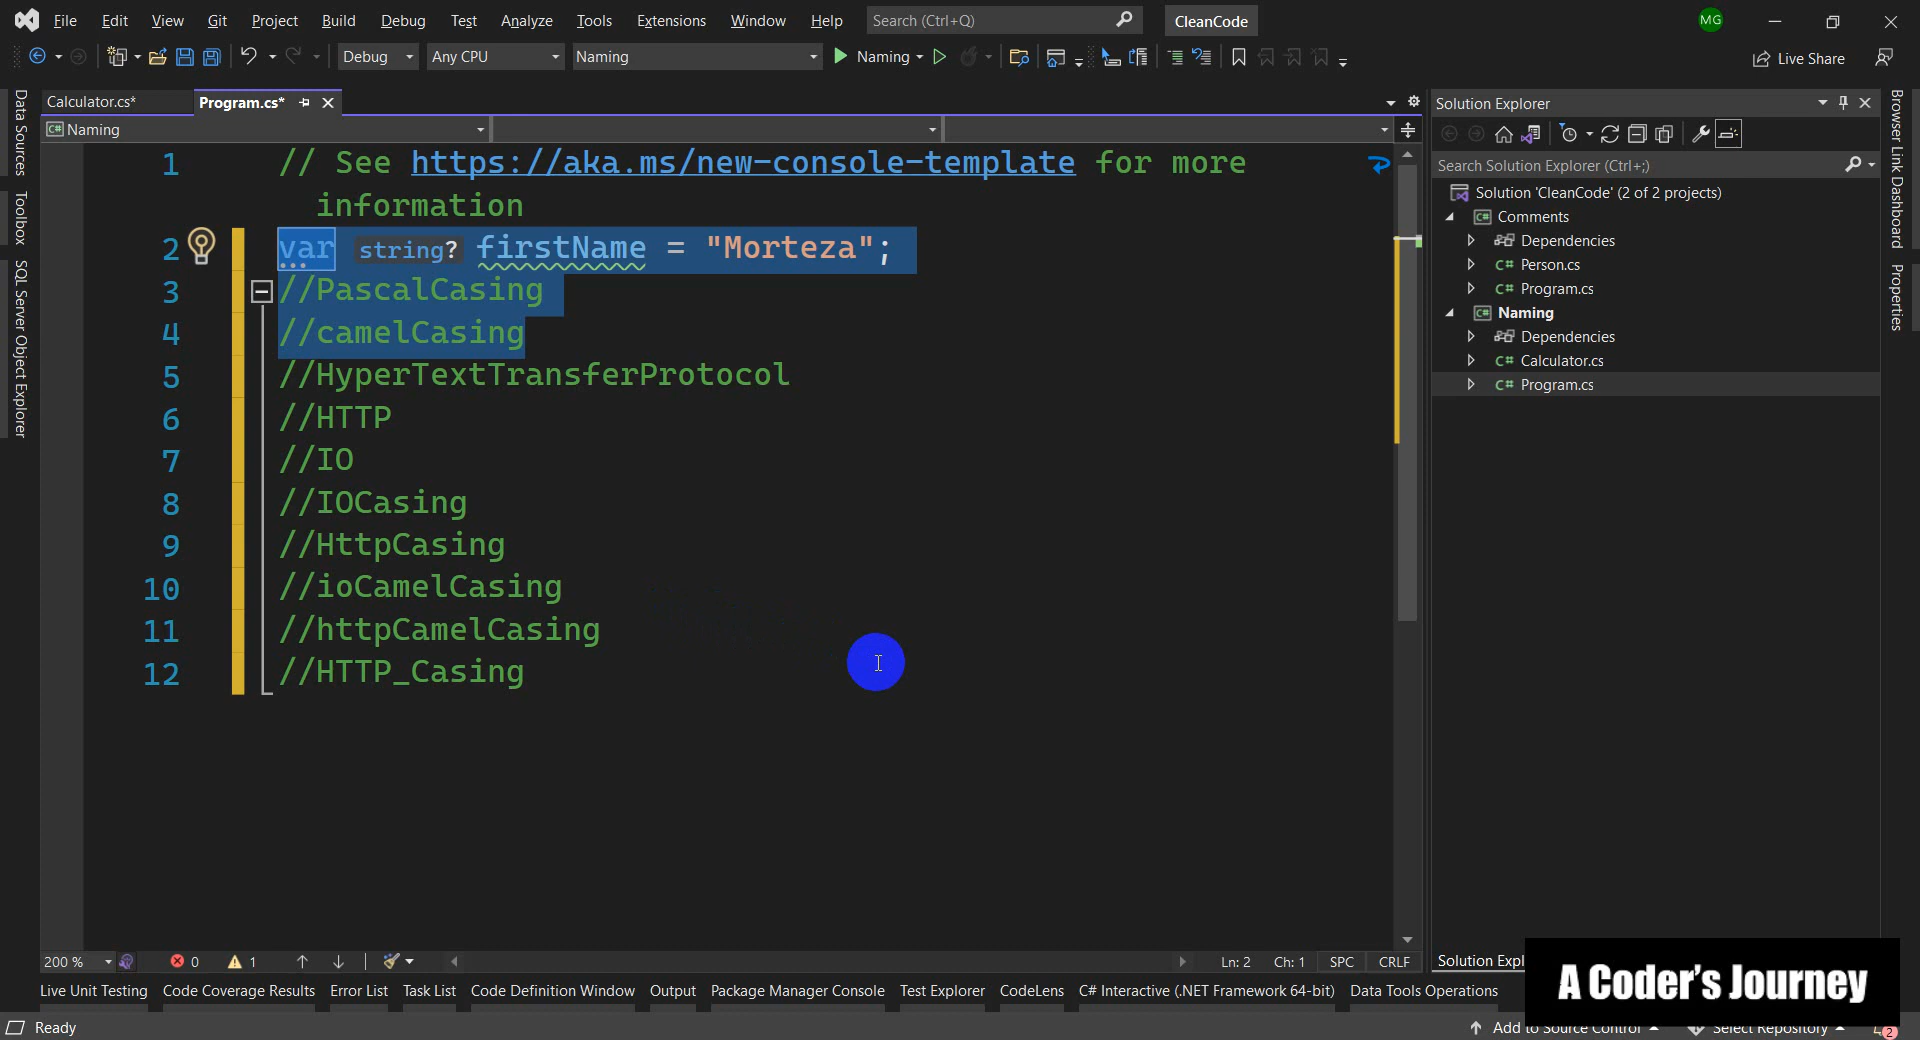 File Edit View Git Project Build Debug Test Analyze Tools Extensions Window Help Search (Ctrl+Q) CleanCode MG
Debug Any CPU Naming Naming Live Share
Data Sources
Toolbox
SQL Server Object Explorer
Calculator.cs* Program.cs*
C# Naming
1 // See https://aka.ms/new-console-template for more
information
2 var string? firstName = "Morteza";
3 //PascalCasing
4 //camelCasing
5 //HyperTextTransferProtocol
6 //HTTP
7 //IO
8 //IOCasing
9 //HttpCasing
10 //ioCamelCasing
11 //httpCamelCasing
12 //HTTP_Casing
200 % 0 1 Ln: 2 Ch: 1 SPC CRLF
Solution Explorer
Search Solution Explorer (Ctrl+;)
Solution 'CleanCode' (2 of 2 projects)
C# Comments
Dependencies
C# Person.cs
C# Program.cs
C# Naming
Dependencies
C# Calculator.cs
C# Program.cs
Browser Link Dashboard
Properties
Solution Expl
Live Unit Testing Code Coverage Results Error List Task List Code Definition Window Output Package Manager Console Test Explorer CodeLens C# Interactive (.NET Framework 64-bit) Data Tools Operations
A Coder's Journey
Ready Add to Source Control Select Repository 2